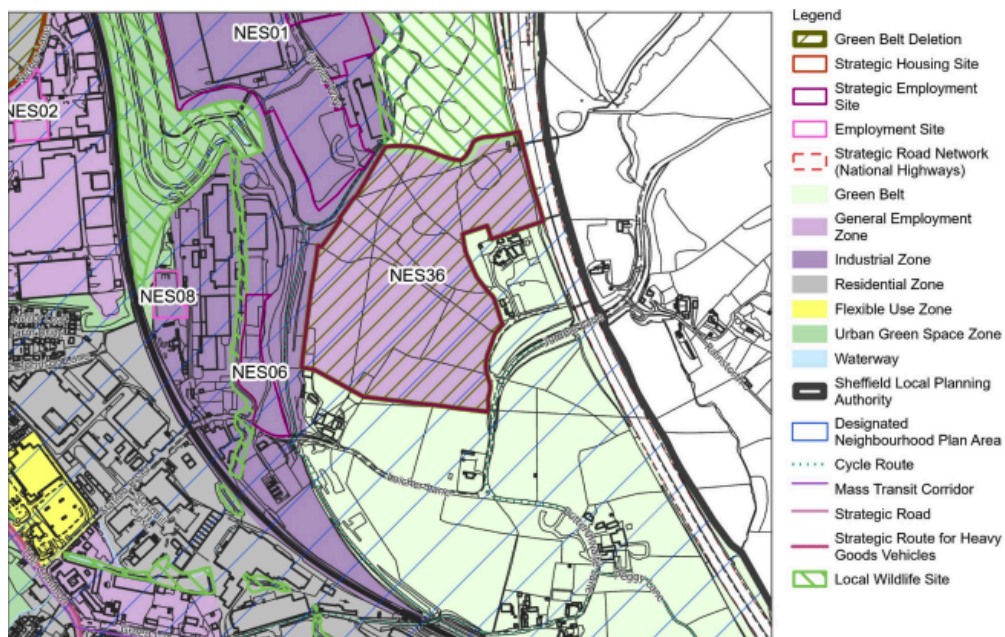 NES01
NES02
NES36
NES08
NES06
Legend
Green Belt Deletion
Strategic Housing Site
Strategic Employment
Site
Employment Site
Strategic Road Network
(National Highways)
Green Belt
General Employment
Zone
Industrial Zone
Residential Zone
Flexible Use Zone
Urban Green Space Zone
Waterway
Sheffield Local Planning
Authority
Designated
Neighbourhood Plan Area
Cycle Route
Mass Transit Corridor
Strategic Road
Strategic Route for Heavy
Goods Vehicles
Local Wildlife Site